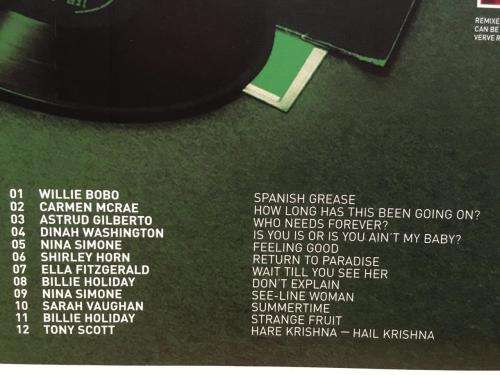 REMIXE
CAN BE
VERVE R
01 WILLIE BOBO SPANISH GREASE
02 CARMEN MCRAE HOW LONG HAS THIS BEEN GOING ON?
03 ASTRUD GILBERTO WHO NEEDS FOREVER?
04 DINAH WASHINGTON IS YOU IS OR IS YOU AIN'T MY BABY?
05 NINA SIMONE FEELING GOOD
06 SHIRLEY HORN RETURN TO PARADISE
07 ELLA FITZGERALD WAIT TILL YOU SEE HER
08 BILLIE HOLIDAY DON'T EXPLAIN
09 NINA SIMONE SEE-LINE WOMAN
10 SARAH VAUGHAN SUMMERTIME
11 BILLIE HOLIDAY STRANGE FRUIT
12 TONY SCOTT HARE KRISHNA — HAIL KRISHNA